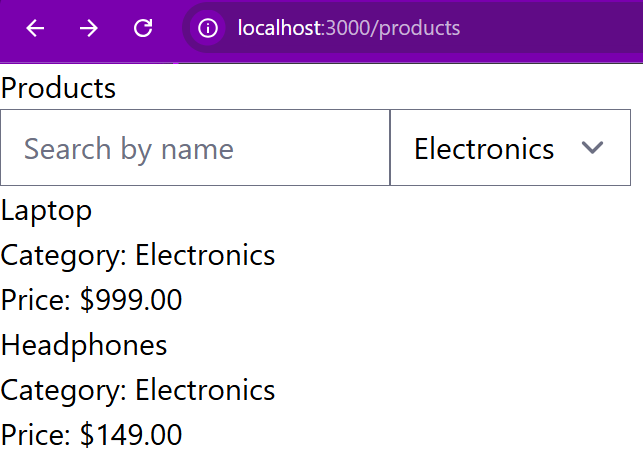 localhost:3000/products
Products
Search by name
Electronics
Laptop
Category: Electronics
Price: $999.00
Headphones
Category: Electronics
Price: $149.00